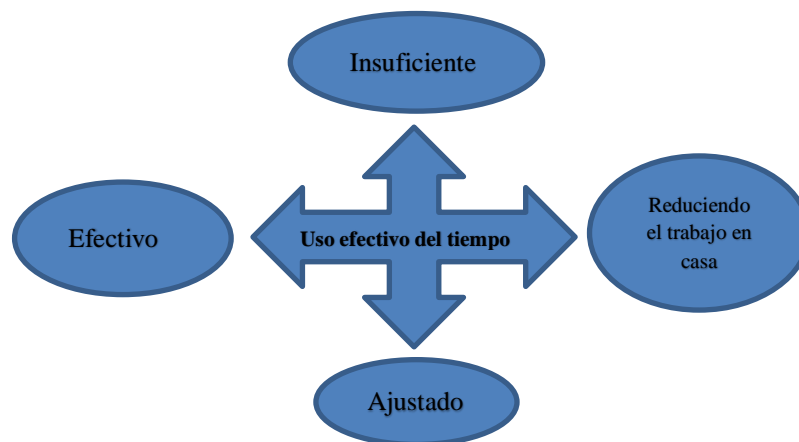 Insuficiente
Efectivo
Uso efectivo del tiempo
Reduciendo
el trabajo en
casa
Ajustado